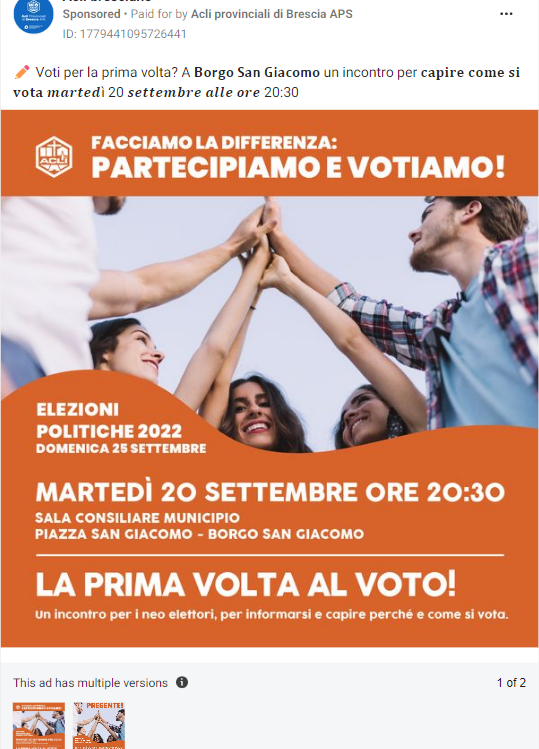 Sponsored • Paid for by Acli provinciali di Brescia APS
ID: 1779441095726441
Voti per la prima volta? A Borgo San Giacomo un incontro per capire come si
vota martedì 20 settembre alle ore 20:30
ACLI
FACCIAMO LA DIFFERENZA:
PARTECIPIAMO E VOTIAMO!
ELEZIONI
POLITICHE 2022
DOMENICA 25 SETTEMBRE
MARTEDÌ 20 SETTEMBRE ORE 20:30
SALA CONSILIARE MUNICIPIO
PIAZZA SAN GIACOMO - BORGO SAN GIACOMO
LA PRIMA VOLTA AL VOTO!
Un incontro per i neo elettori, per informarsi e capire perché e come si vota.
This ad has multiple versions
1 of 2
PRESENTE!